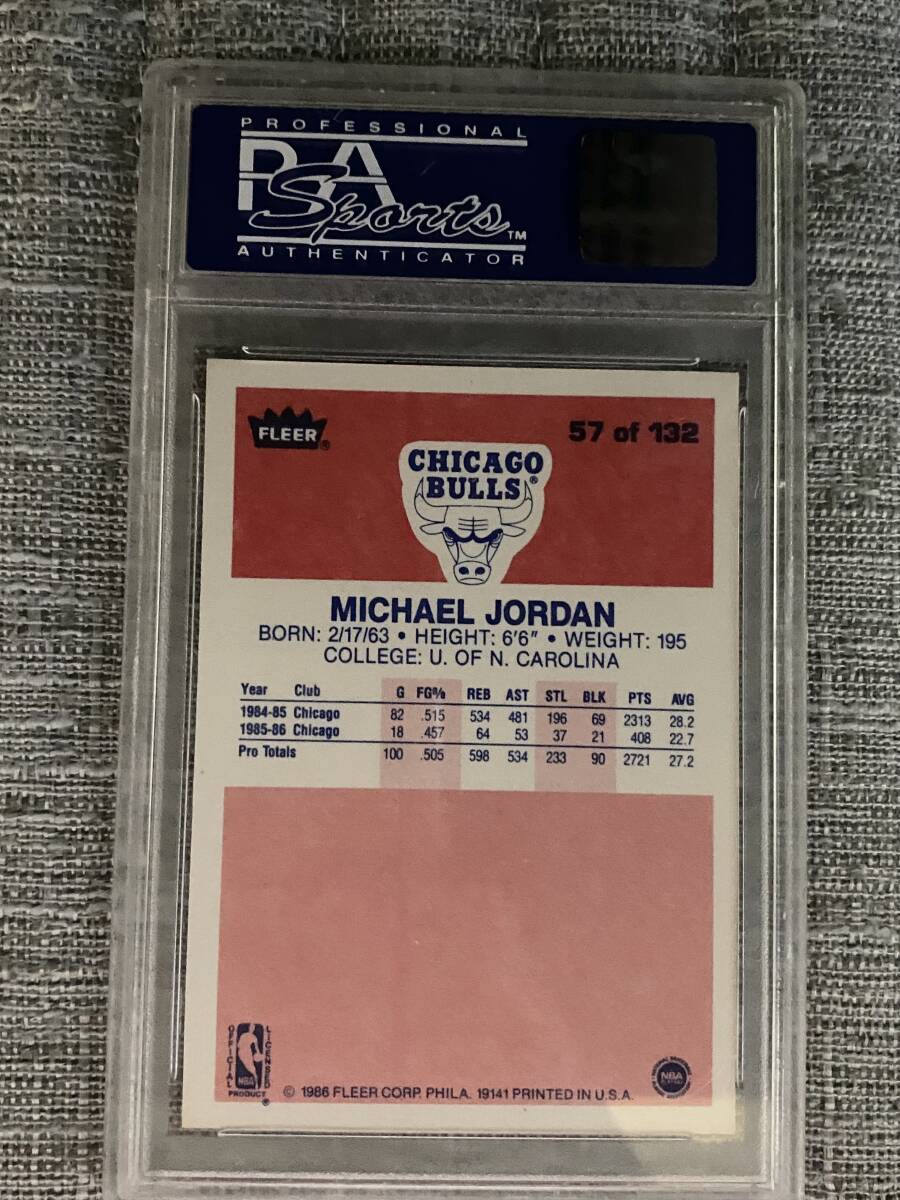 PROFESSIONAL
PSA
Sports™
AUTHENTICATOR
FLEER®
57 of 132
CHICAGO
BULLS®
MICHAEL JORDAN
BORN: 2/17/63 • HEIGHT: 6'6" • WEIGHT: 195
COLLEGE: U. OF N. CAROLINA
Year Club G FG% REB AST STL BLK PTS AVG
1984-85 Chicago 82 .515 534 481 196 69 2313 28.2
1985-86 Chicago 18 .457 64 53 37 21 408 22.7
Pro Totals 100 .505 598 534 233 90 2721 27.2
OFFICIAL
LICENSED
NBA
PRODUCT ®
© 1986 FLEER CORP. PHILA. 19141 PRINTED IN U.S.A.
NBA